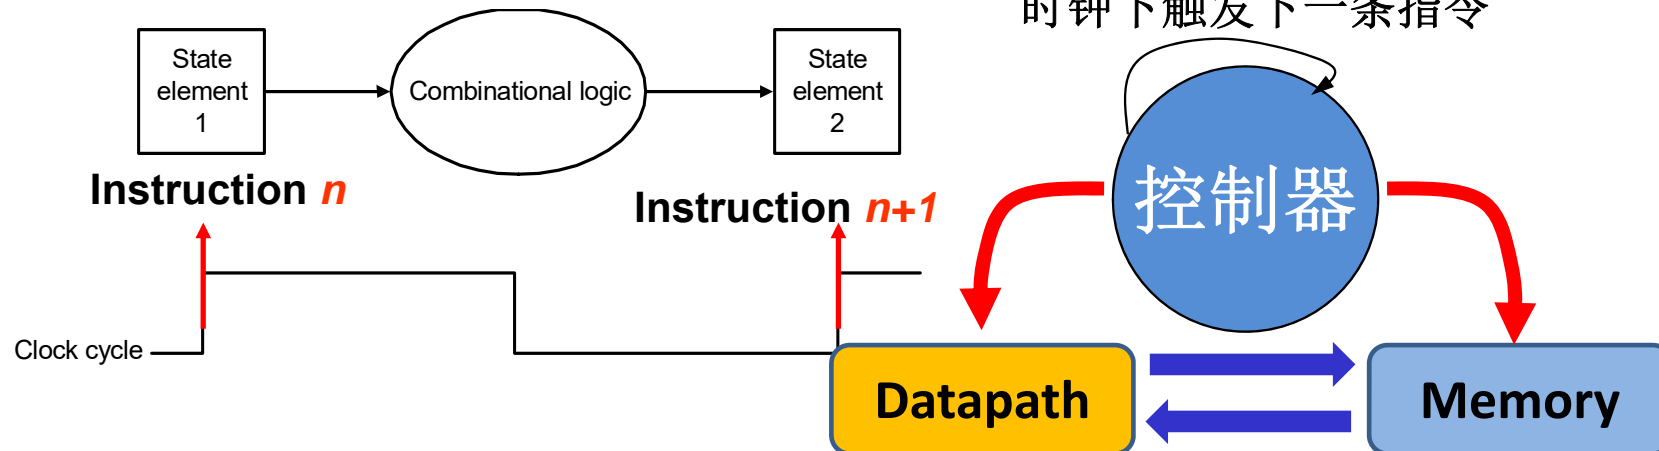 时钟下触发下一条指令
State
element
1
Combinational logic
State
element
2
Instruction n
Instruction n+1
控制器
Clock cycle
Datapath
Memory